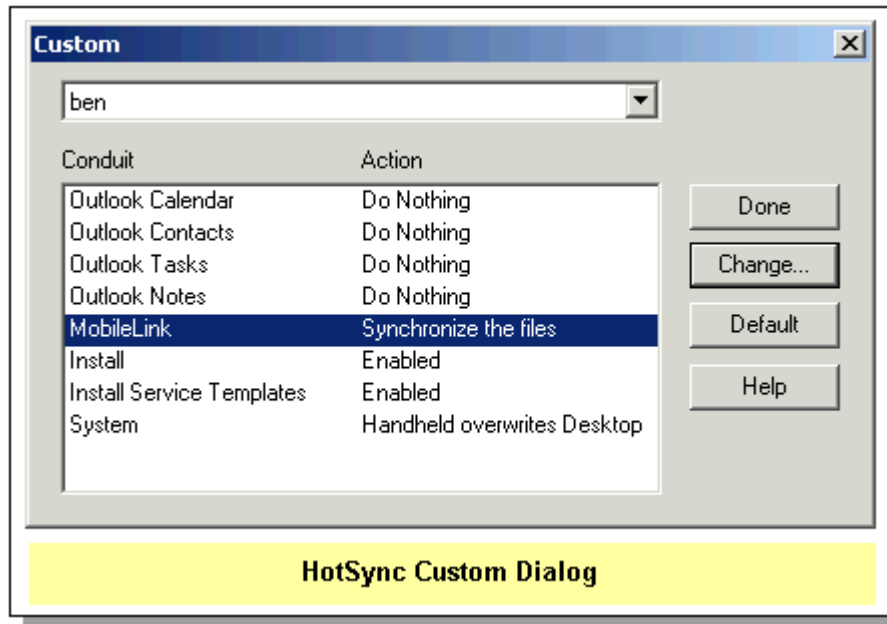 Custom
ben
Conduit Action
Outlook Calendar Do Nothing
Outlook Contacts Do Nothing
Outlook Tasks Do Nothing
Outlook Notes Do Nothing
MobileLink Synchronize the files
Install Enabled
Install Service Templates Enabled
System Handheld overwrites Desktop
Done
Change...
Default
Help
HotSync Custom Dialog